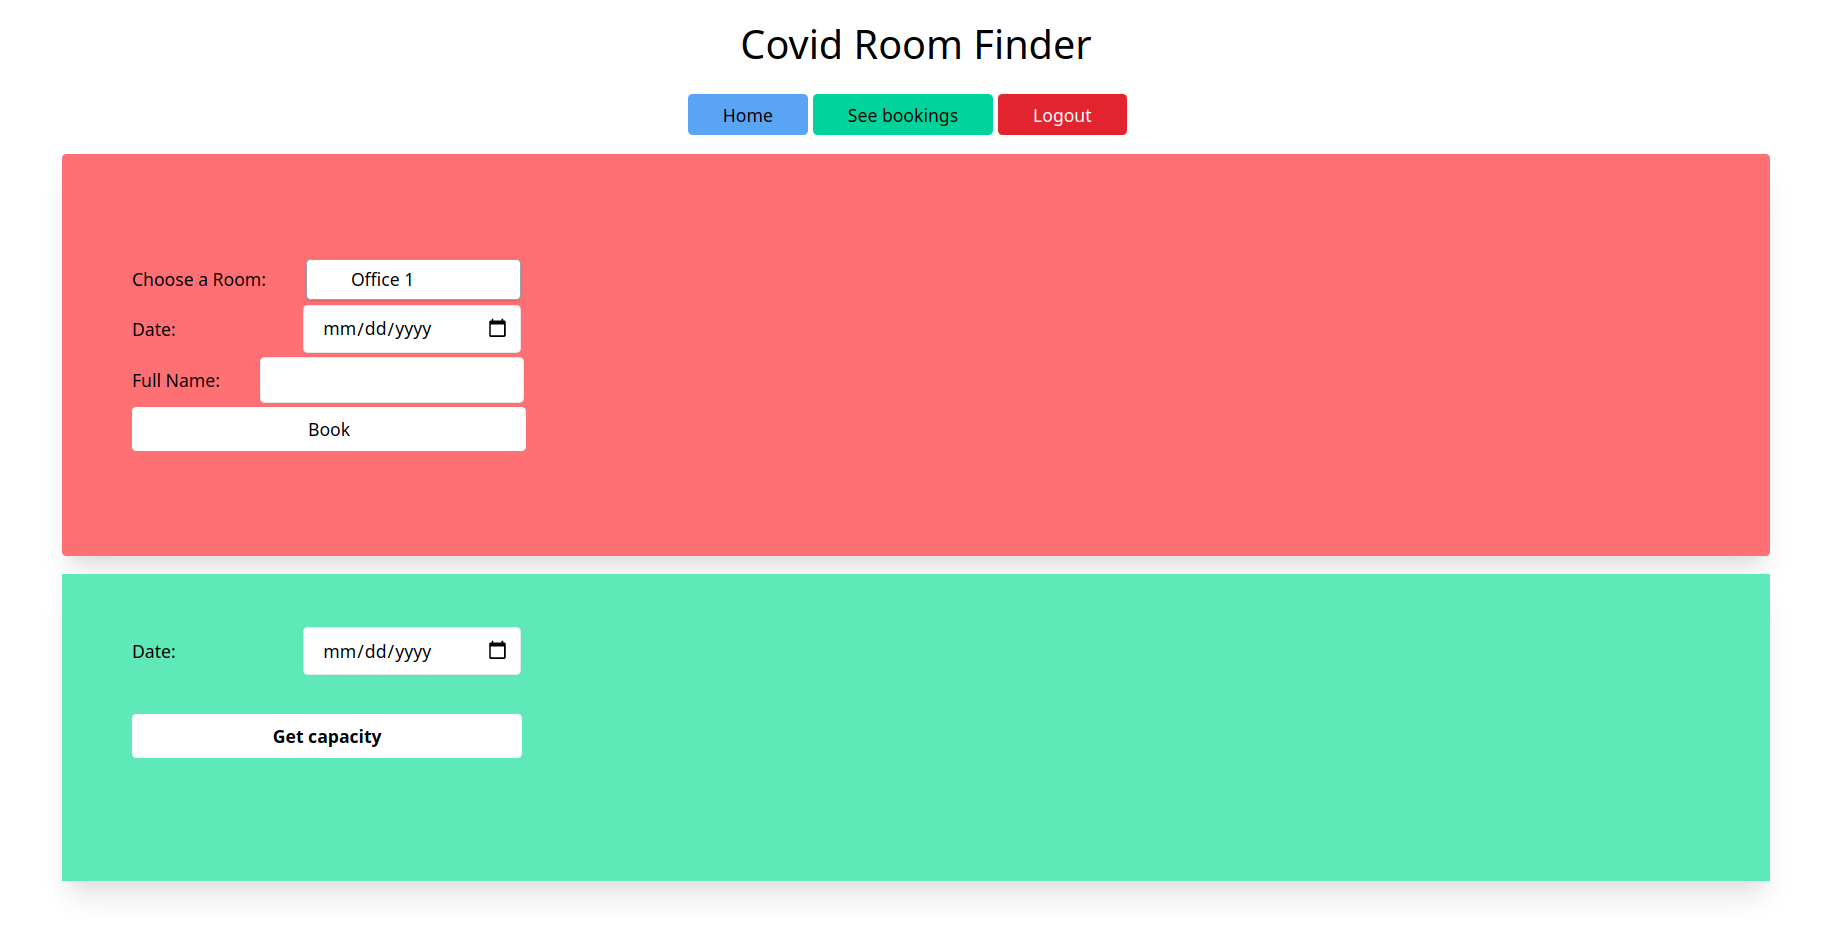 Covid Room Finder
Home See bookings Logout
Choose a Room: Office 1
Date: mm/dd/yyyy
Full Name:
Book
Date: mm/dd/yyyy
Get capacity